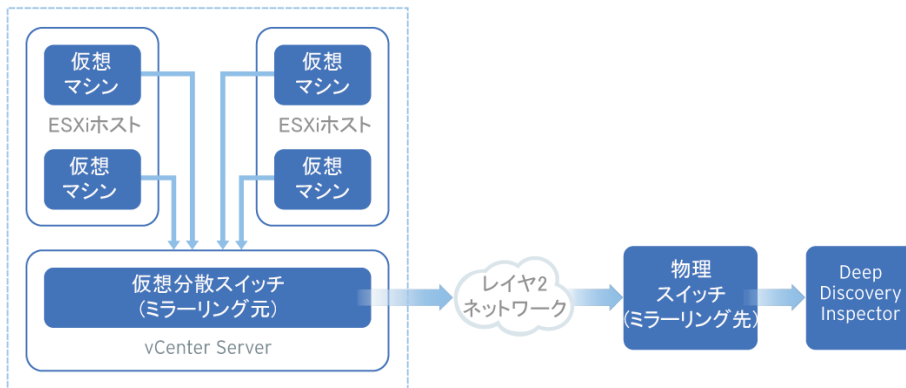 仮想
マシン
ESXiホスト
仮想
マシン
仮想
マシン
ESXiホスト
仮想
マシン
仮想分散スイッチ
(ミラーリング元)
vCenter Server
レイヤ2
ネットワーク
物理
スイッチ
(ミラーリング先)
Deep
Discovery
Inspector